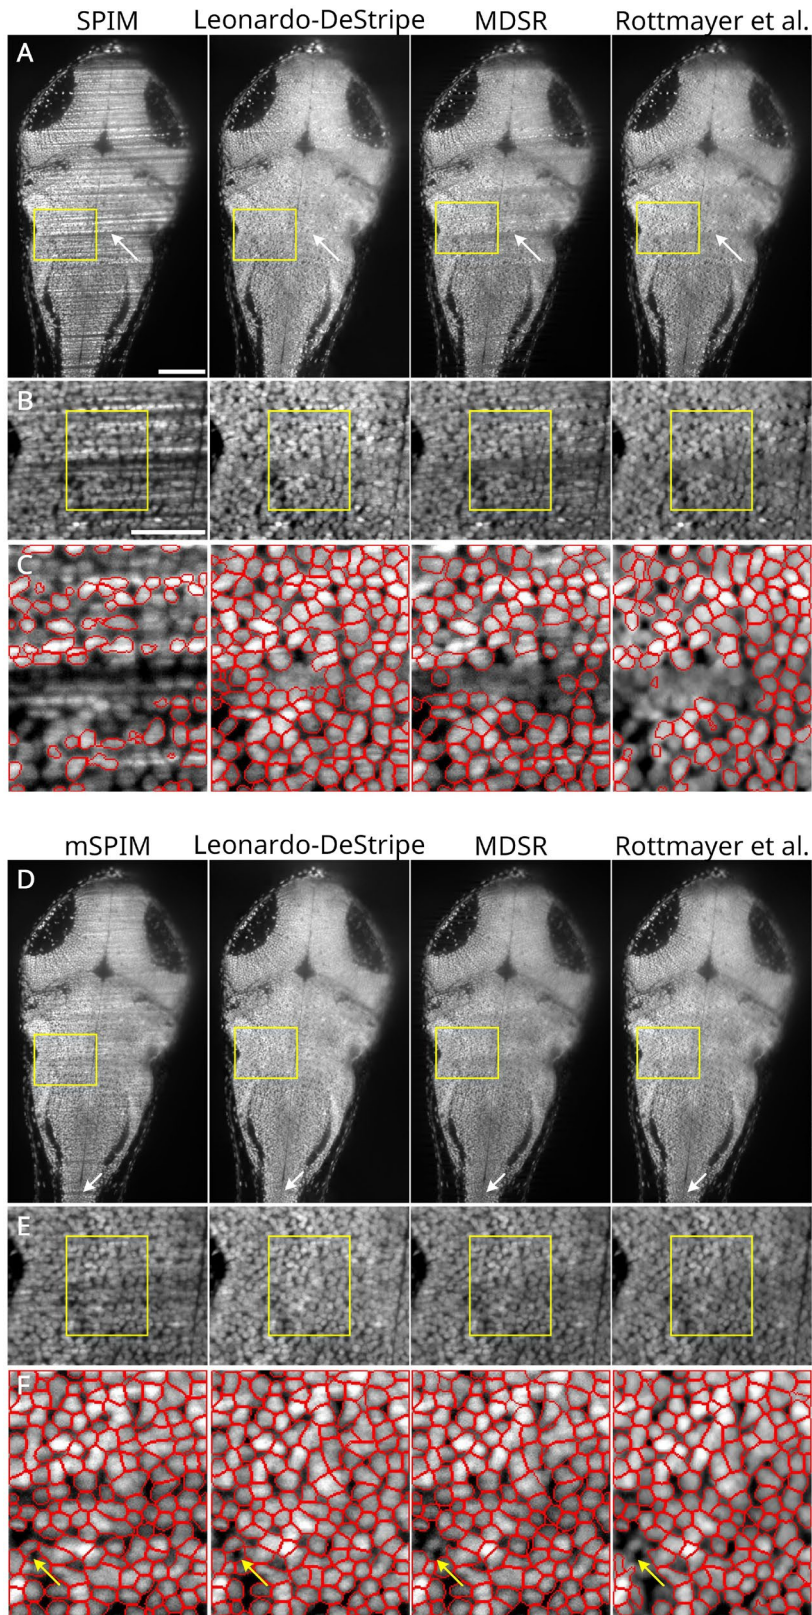 SPIM Leonardo-DeStripe MDSR Rottmayer et al.
A
B
C
mSPIM Leonardo-DeStripe MDSR Rottmayer et al.
D
E
F